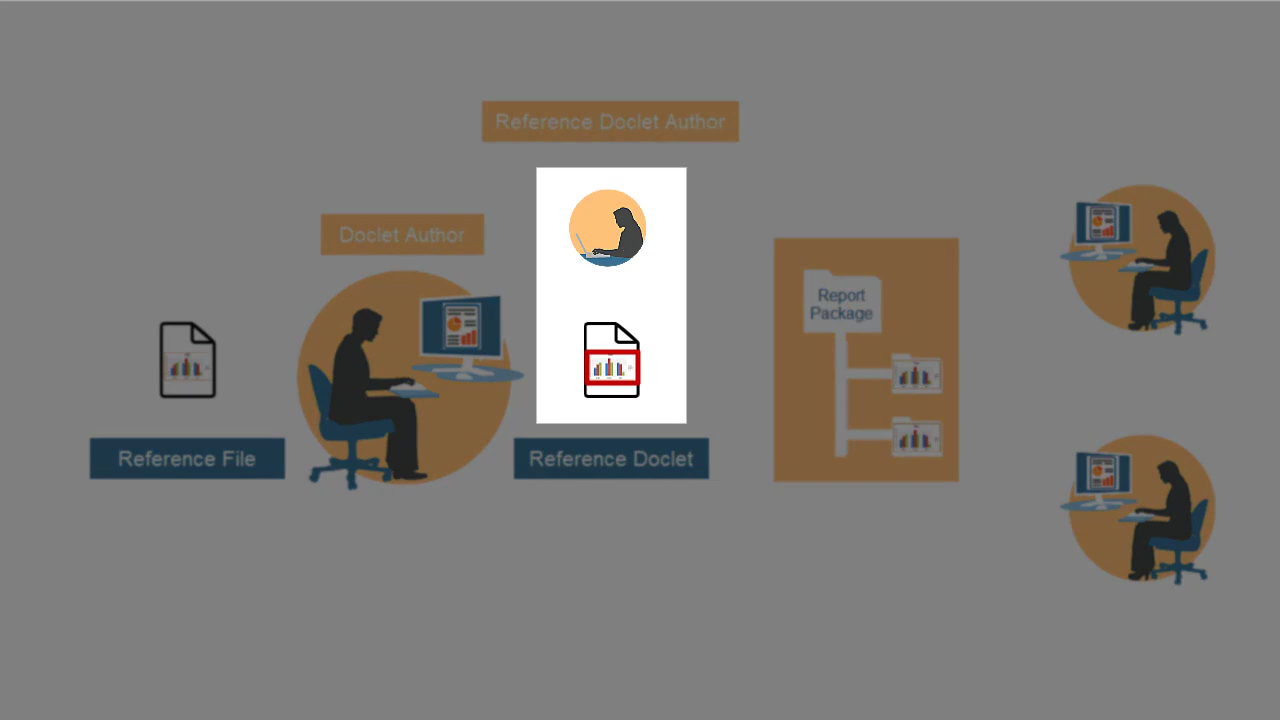 Reference Doclet Author
Doclet Author
Report
Package
Reference File
Reference Doclet